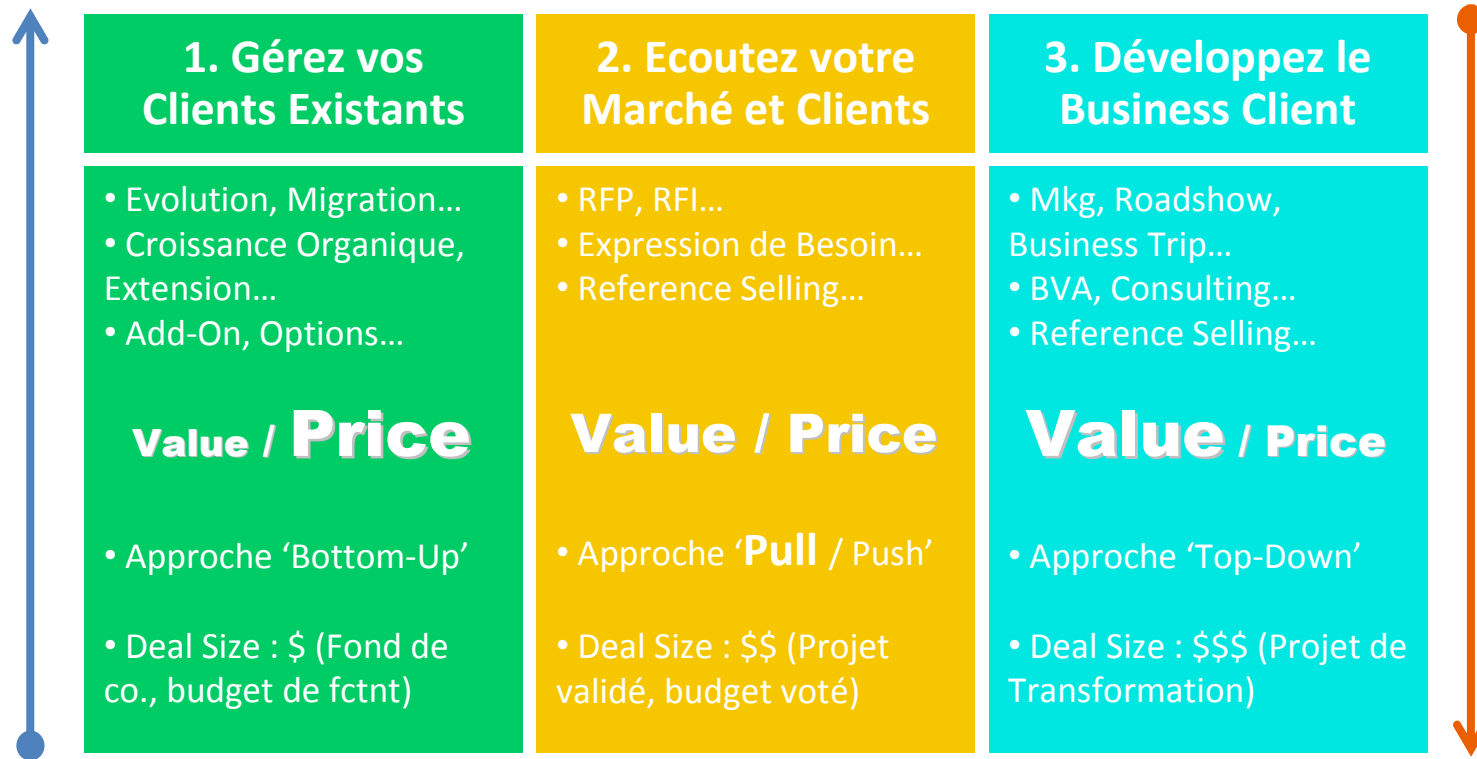 1. Gérez vos
Clients Existants
• Evolution, Migration…
• Croissance Organique,
Extension…
• Add-On, Options…
Value / Price
• Approche ‘Bottom-Up’
• Deal Size : $ (Fond de
co., budget de fctnt)
2. Ecoutez votre
Marché et Clients
• RFP, RFI…
• Expression de Besoin…
• Reference Selling…
Value / Price
• Approche ‘Pull / Push’
• Deal Size : $$ (Projet
validé, budget voté)
3. Développez le
Business Client
• Mkg, Roadshow,
Business Trip…
• BVA, Consulting…
• Reference Selling…
Value / Price
• Approche ‘Top-Down’
• Deal Size : $$$ (Projet de
Transformation)